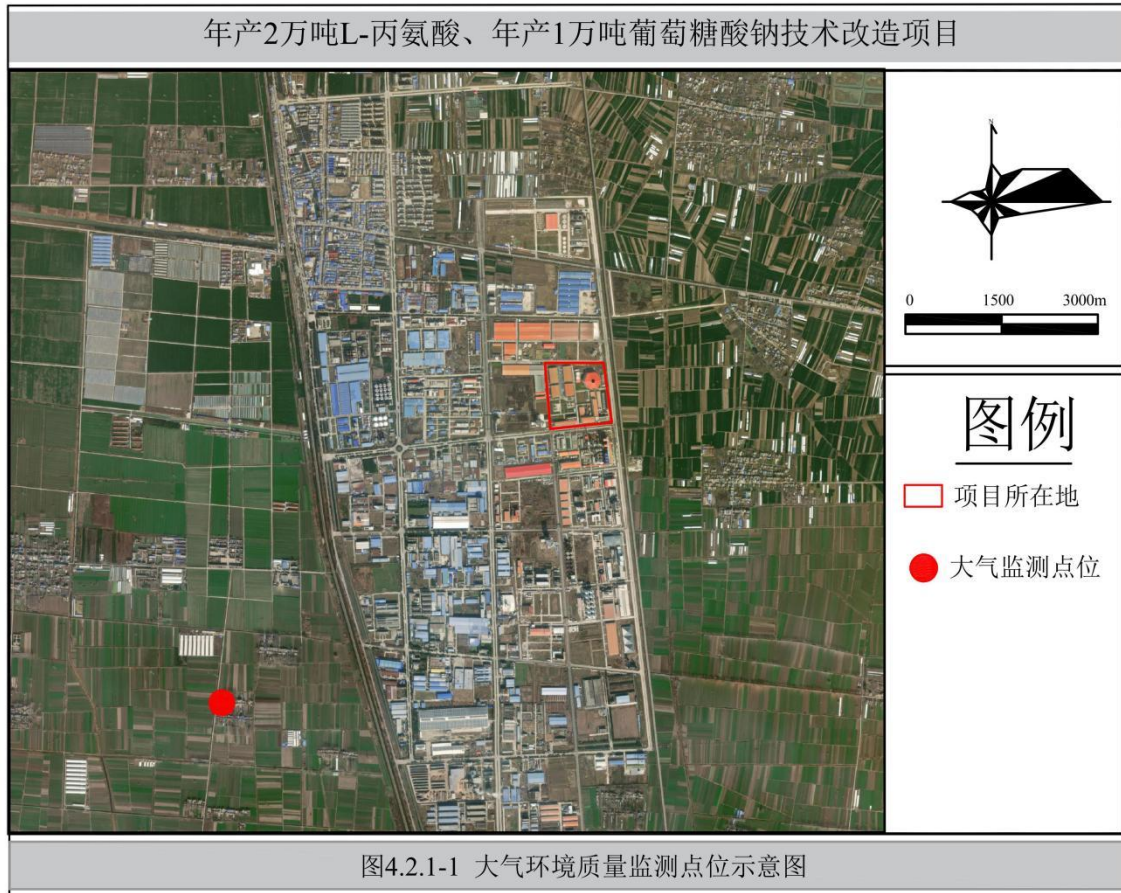 年产2万吨L-丙氨酸、年产1万吨葡萄糖酸钠技术改造项目
N
0 1500 3000m
图例
项目所在地
大气监测点位
图4.2.1-1 大气环境质量监测点位示意图